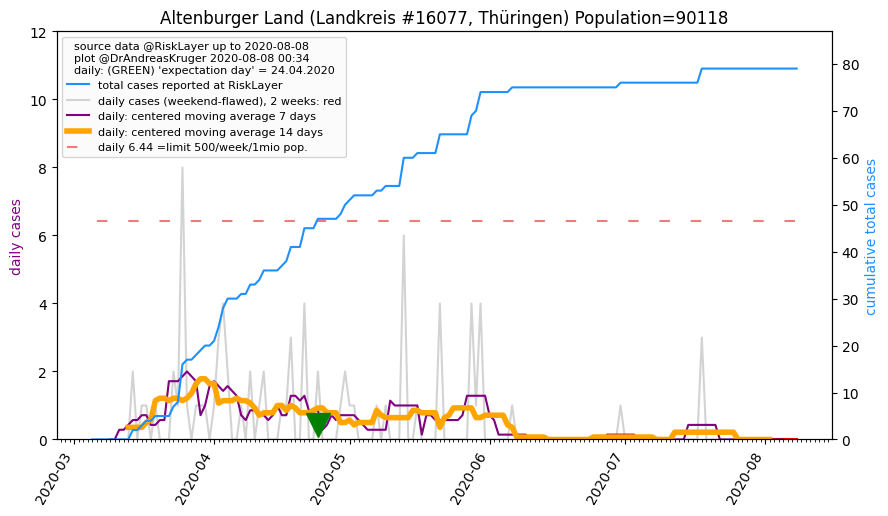 Altenburger Land (Landkreis #16077, Thüringen) Population=90118
source data @RiskLayer up to 2020-08-08
plot @DrAndreasKruger 2020-08-08 00:34
daily: (GREEN) 'expectation day' = 24.04.2020
total cases reported at RiskLayer
daily cases (weekend-flawed), 2 weeks: red
daily: centered moving average 7 days
daily: centered moving average 14 days
daily 6.44 =limit 500/week/1mio pop.
daily cases
12
10
8
6
4
2
0
cumulative total cases
80
70
60
50
40
30
20
10
0
2020-03
2020-04
2020-05
2020-06
2020-07
2020-08